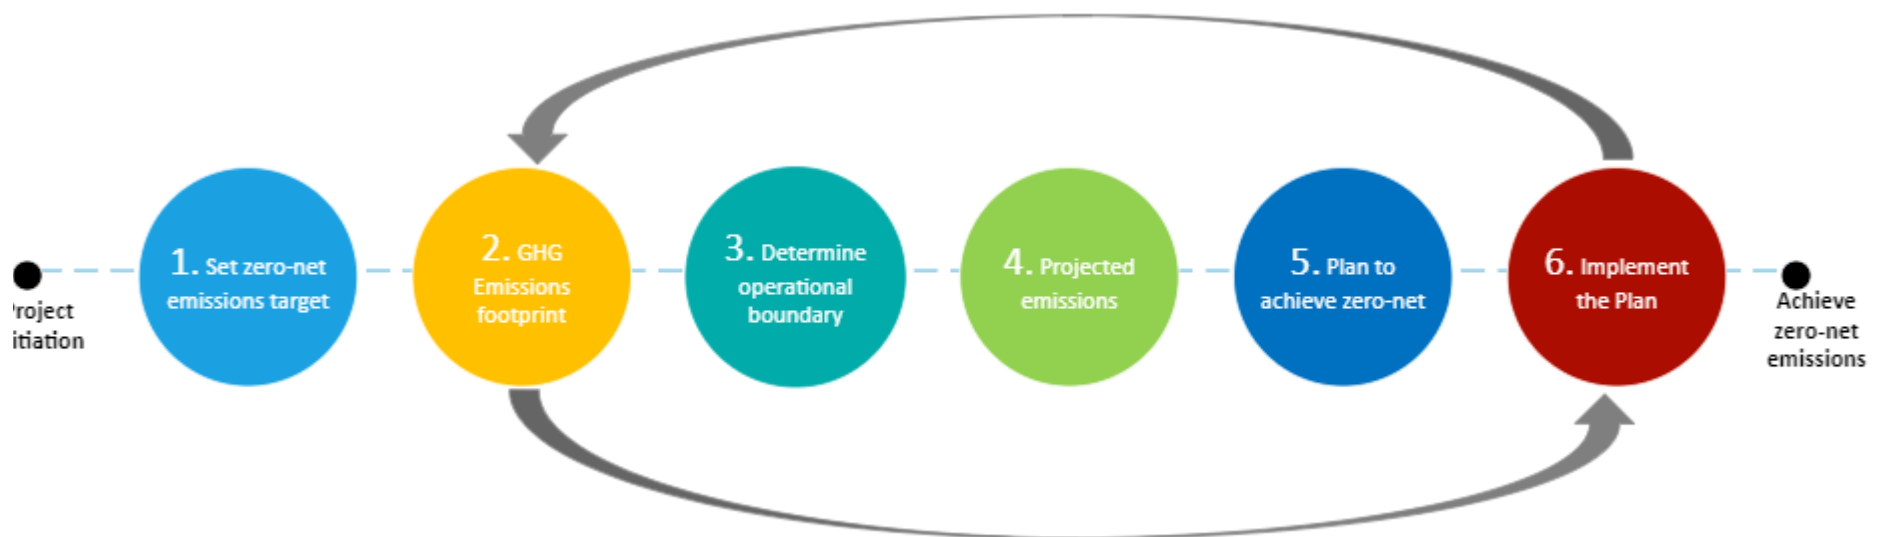 1. Set zero-net
emissions target
2. GHG
Emissions
footprint
3. Determine
operational
boundary
4. Projected
emissions
5. Plan to
achieve zero-net
6. Implement
the Plan
roject
itiation
Achieve
zero-net
emissions